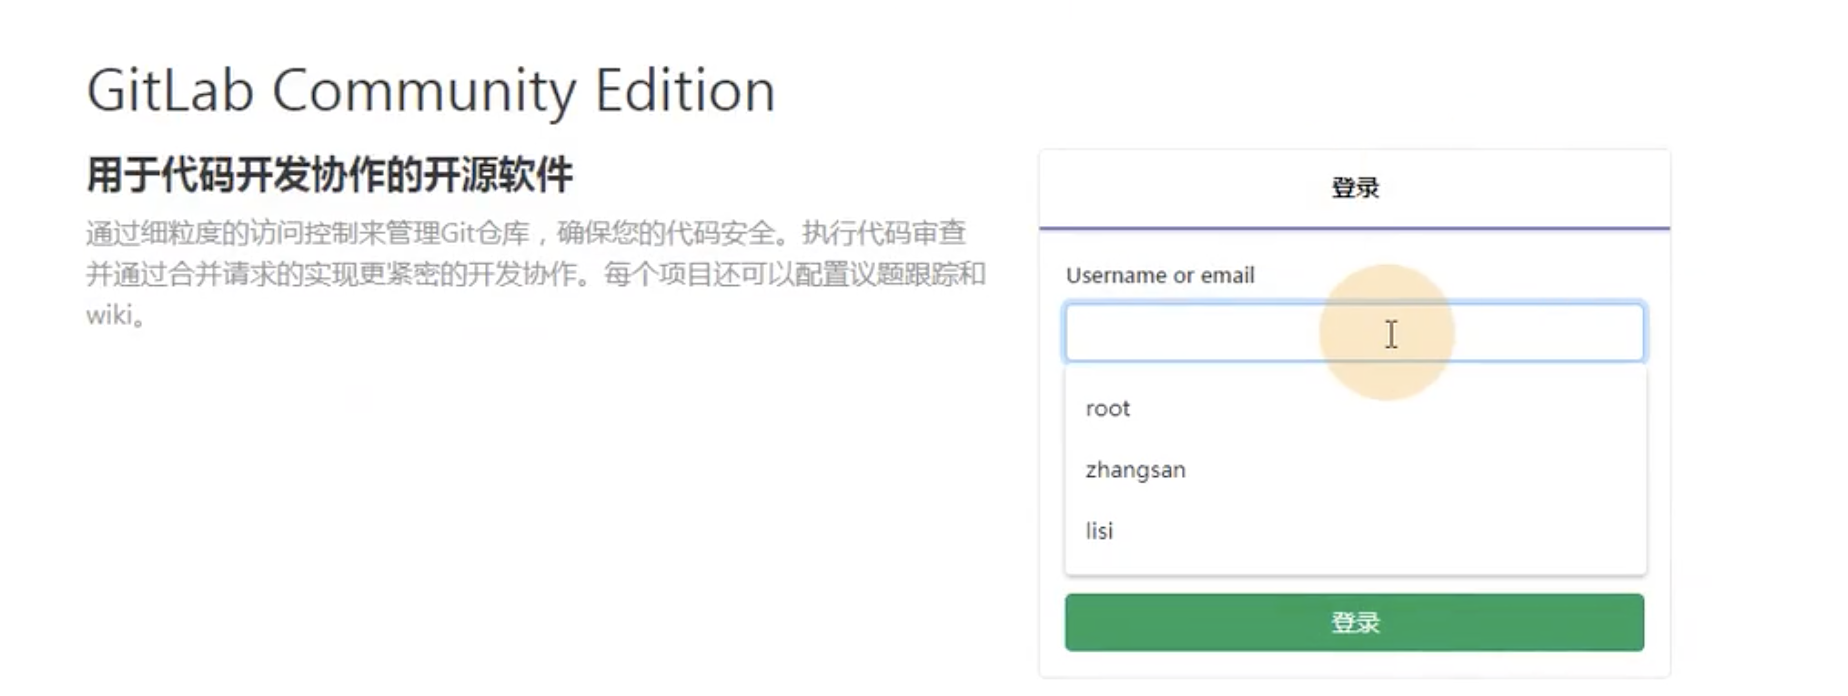 GitLab Community Edition
用于代码开发协作的开源软件
通过细粒度的访问控制来管理Git仓库，确保您的代码安全。执行代码审查
并通过合并请求的实现更紧密的开发协作。每个项目还可以配置议题跟踪和
wiki。
登录
Username or email
root
zhangsan
lisi
登录